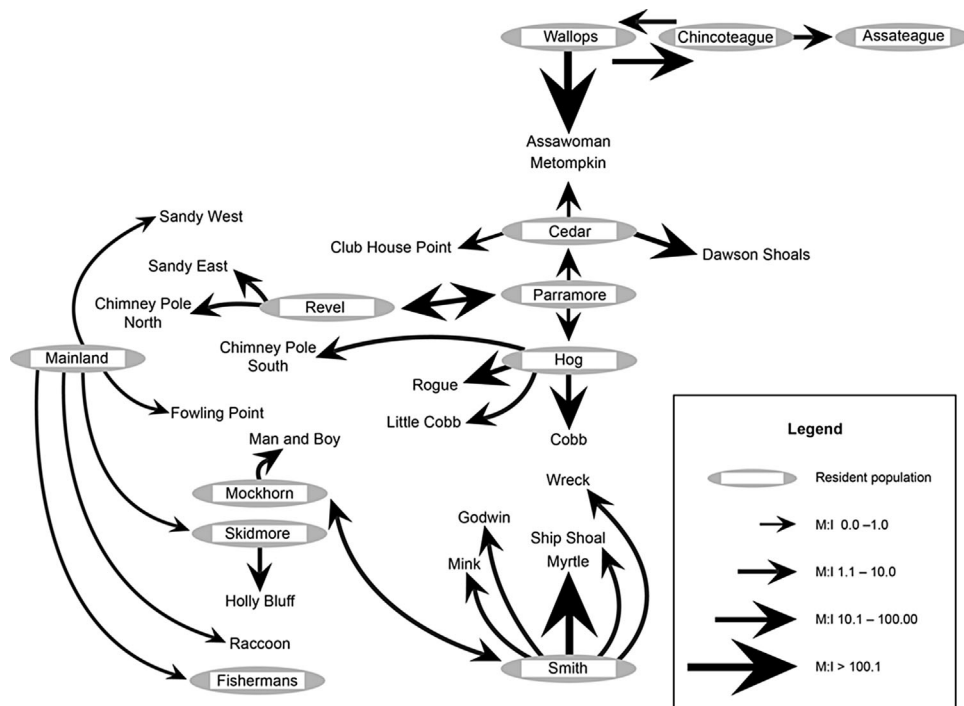 Wallops
Chincoteague
Assateague
Assawoman
Metompkin
Sandy West
Cedar
Club House Point
Dawson Shoals
Sandy East
Chimney Pole
North
Revel
Parramore
Mainland
Chimney Pole
South
Hog
Rogue
Fowling Point
Little Cobb
Cobb
Man and Boy
Mockhorn
Skidmore
Holly Bluff
Raccoon
Fishermans
Wreck
Godwin
Ship Shoal
Mink
Myrtle
Smith
Legend
Resident population
M:I 0.0 –1.0
M:I 1.1 – 10.0
M:I 10.1 – 100.00
M:I > 100.1